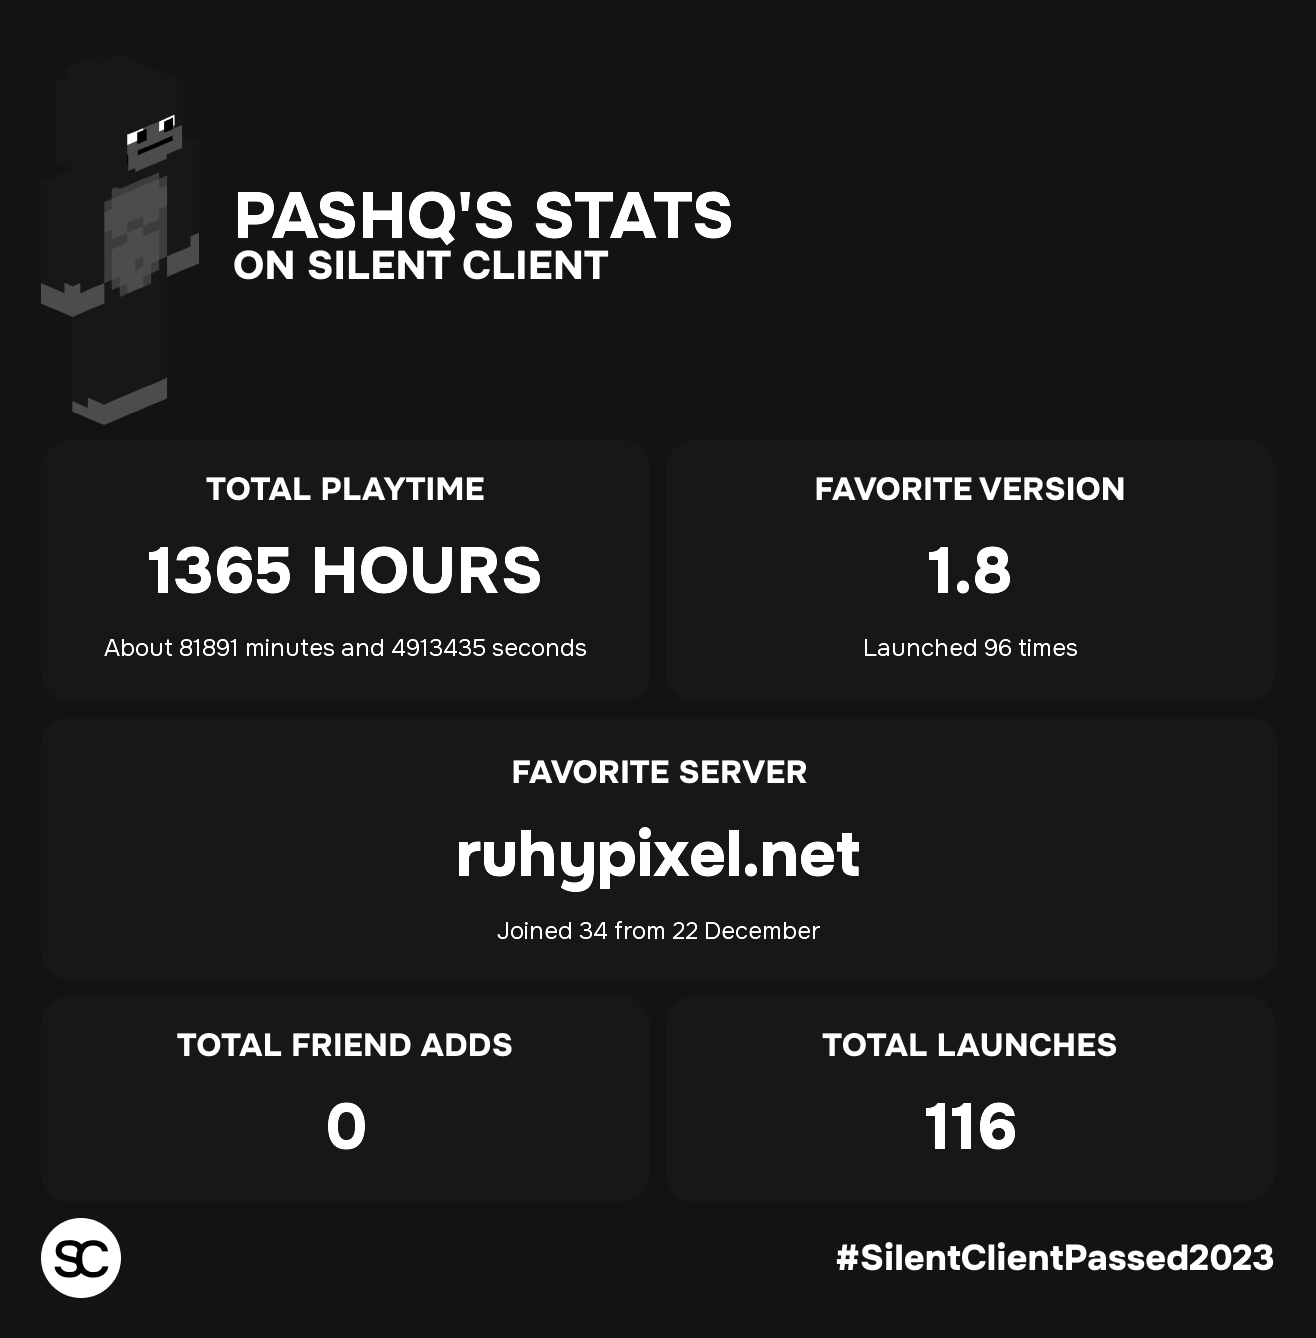 PASHQ'S STATS
ON SILENT CLIENT
TOTAL PLAYTIME
1365 HOURS
About 81891 minutes and 4913435 seconds
FAVORITE VERSION
1.8
Launched 96 times
FAVORITE SERVER
ruhypixel.net
Joined 34 from 22 December
TOTAL FRIEND ADDS
0
TOTAL LAUNCHES
116
SC
#SilentClientPassed2023